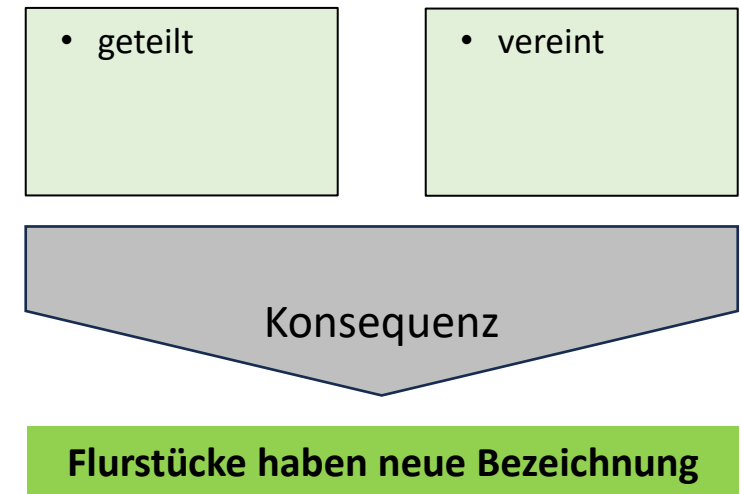 • geteilt
• vereint
Konsequenz
Flurstücke haben neue Bezeichnung